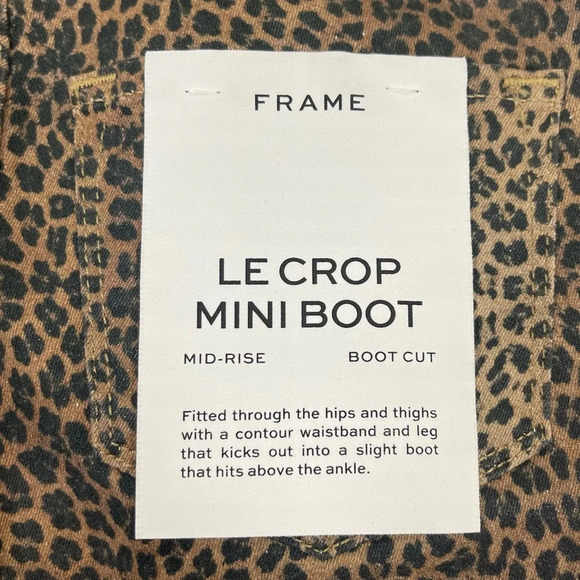 FRAME
LE CROP
MINI BOOT
MID-RISE BOOT CUT
Fitted through the hips and thighs
with a contour waistband and leg
that kicks out into a slight boot
that hits above the ankle.